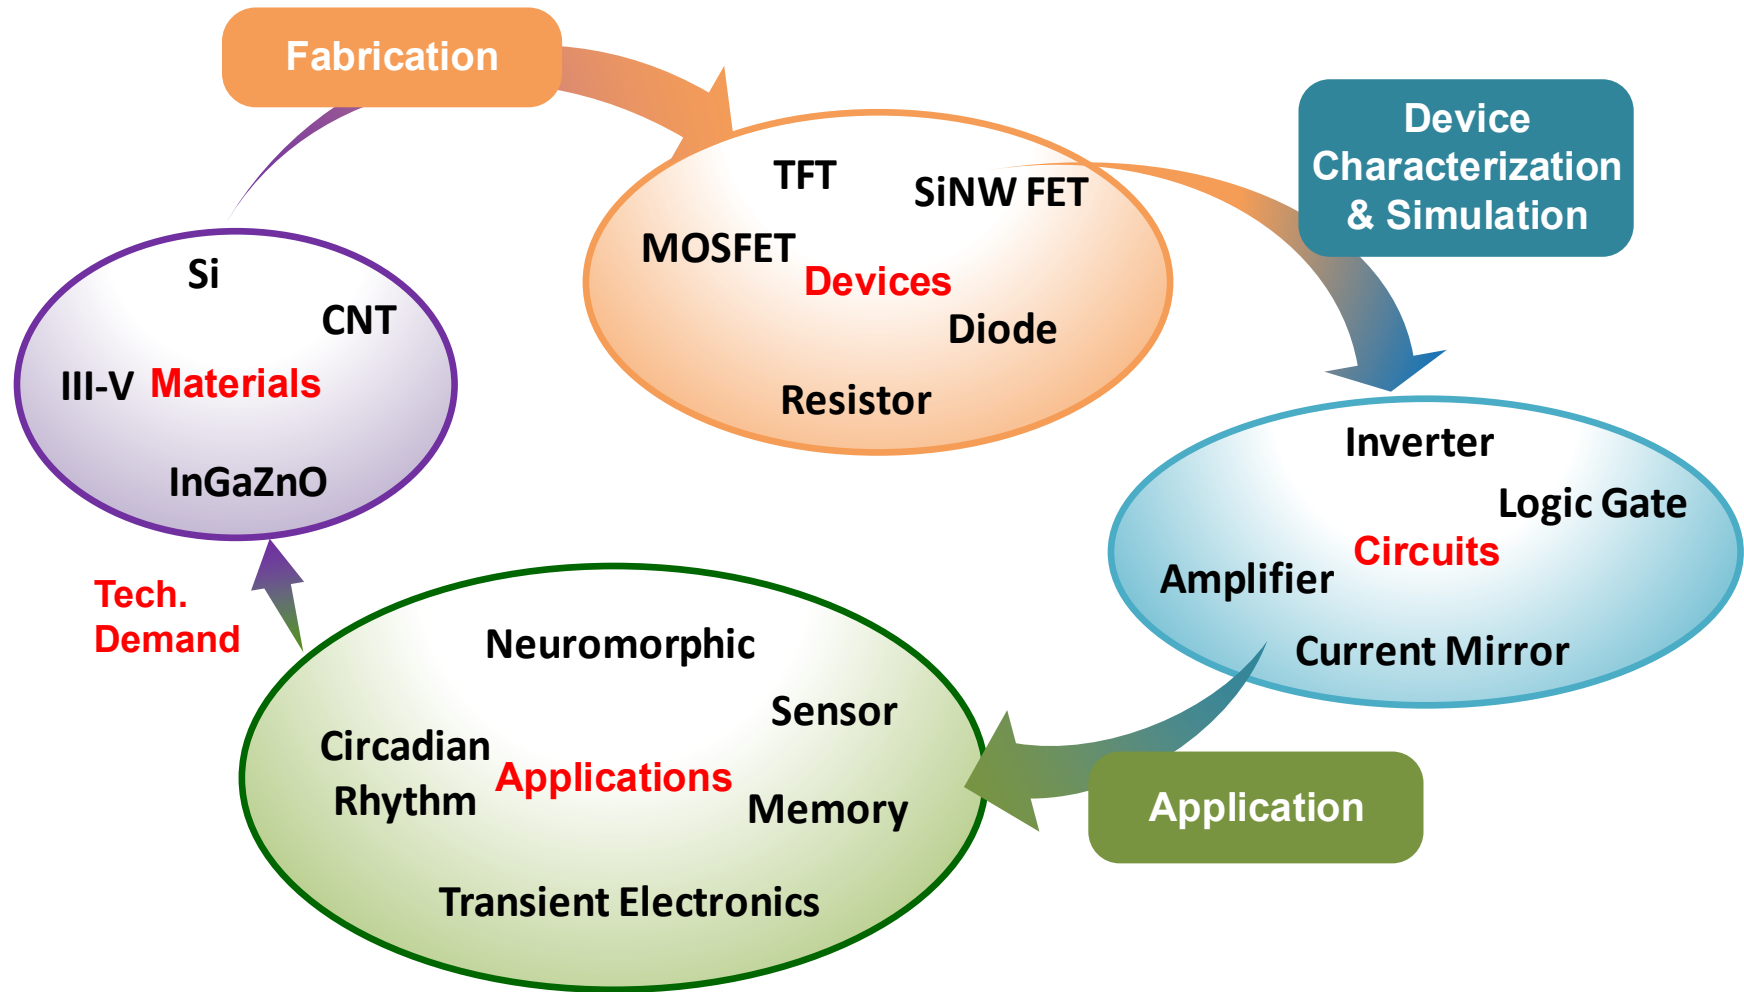 Fabrication
Device
Characterization
& Simulation
TFT
SiNW FET
MOSFET
Devices
Diode
Resistor
Si
CNT
III-V
Materials
InGaZnO
Inverter
Logic Gate
Circuits
Amplifier
Current Mirror
Tech.
Demand
Neuromorphic
Sensor
Circadian
Rhythm
Applications
Memory
Transient Electronics
Application